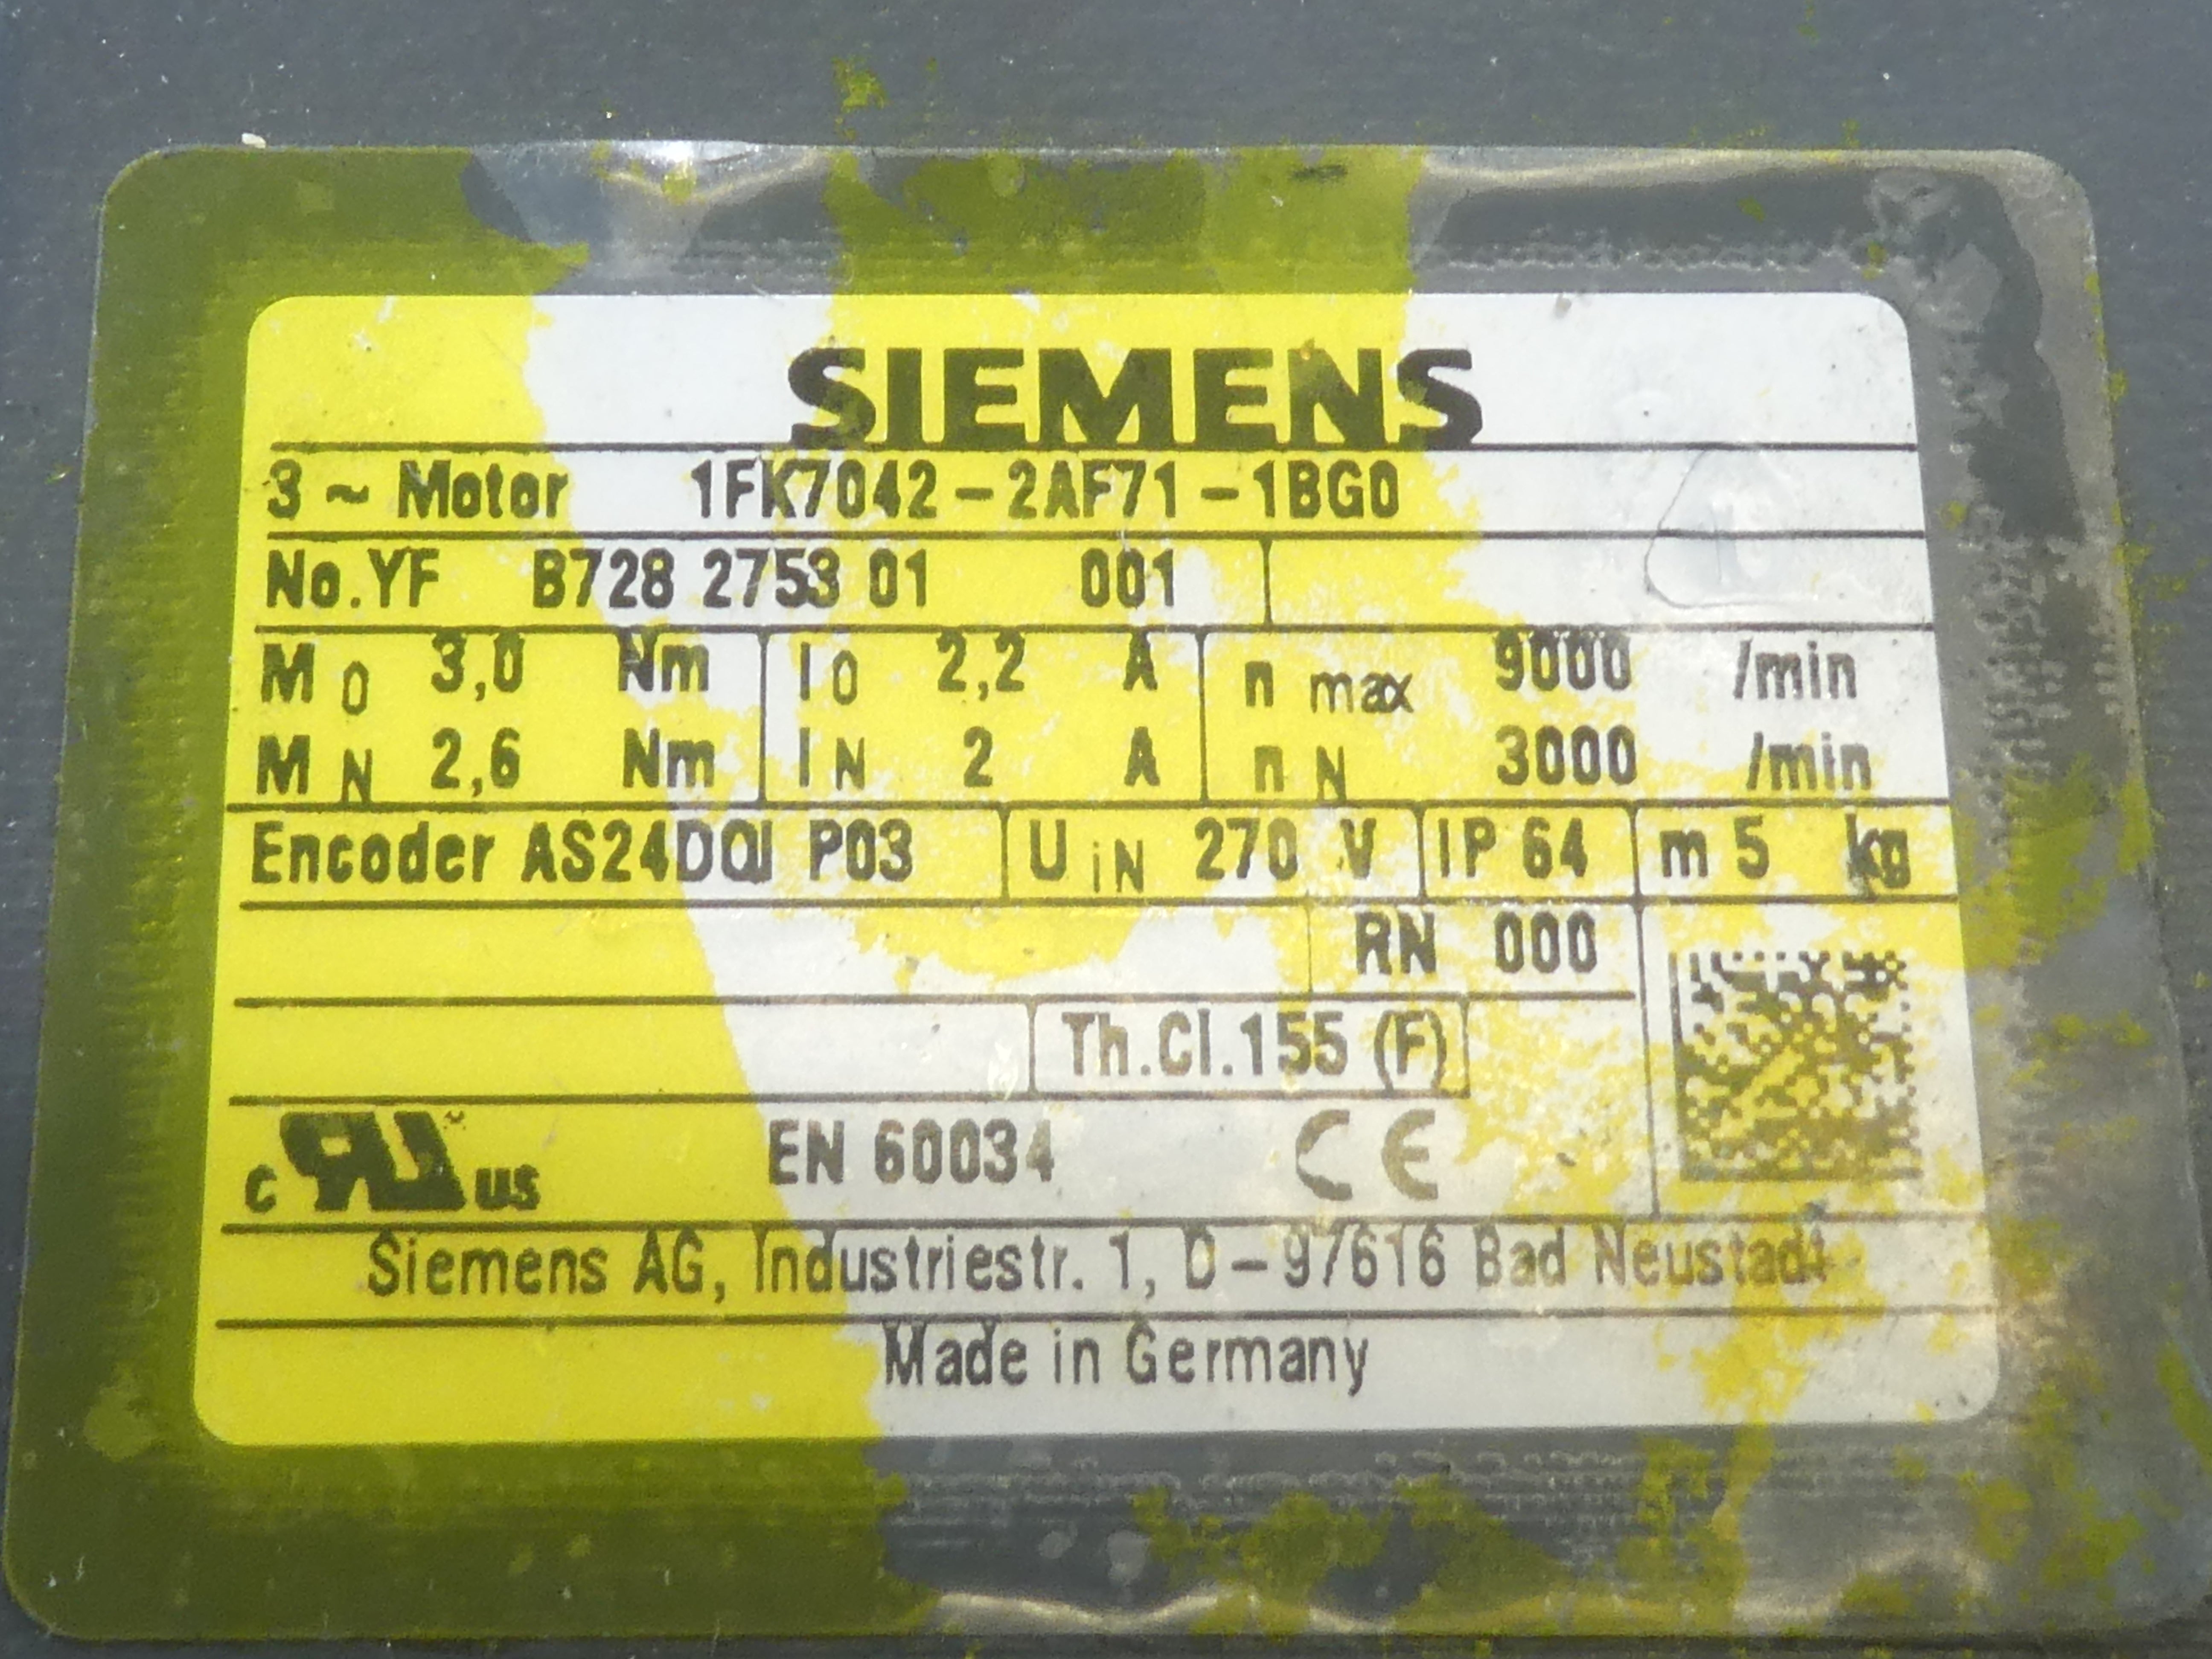 SIEMENS
3 ~ Motor 1FK7042-2AF71-1BG0
No.YF B728 2753 01 001
M0 3,0 Nm I0 2,2 A n max 9000 /min
MN 2,6 Nm IN 2 A nN 3000 /min
Encoder AS24DQI P03 UiN 270 V IP 64 m 5 kg
RN 000
Th.Cl.155 (F)
c RU us EN 60034 CE
Siemens AG, Industriestr. 1, D-97616 Bad Neustadt
Made in Germany